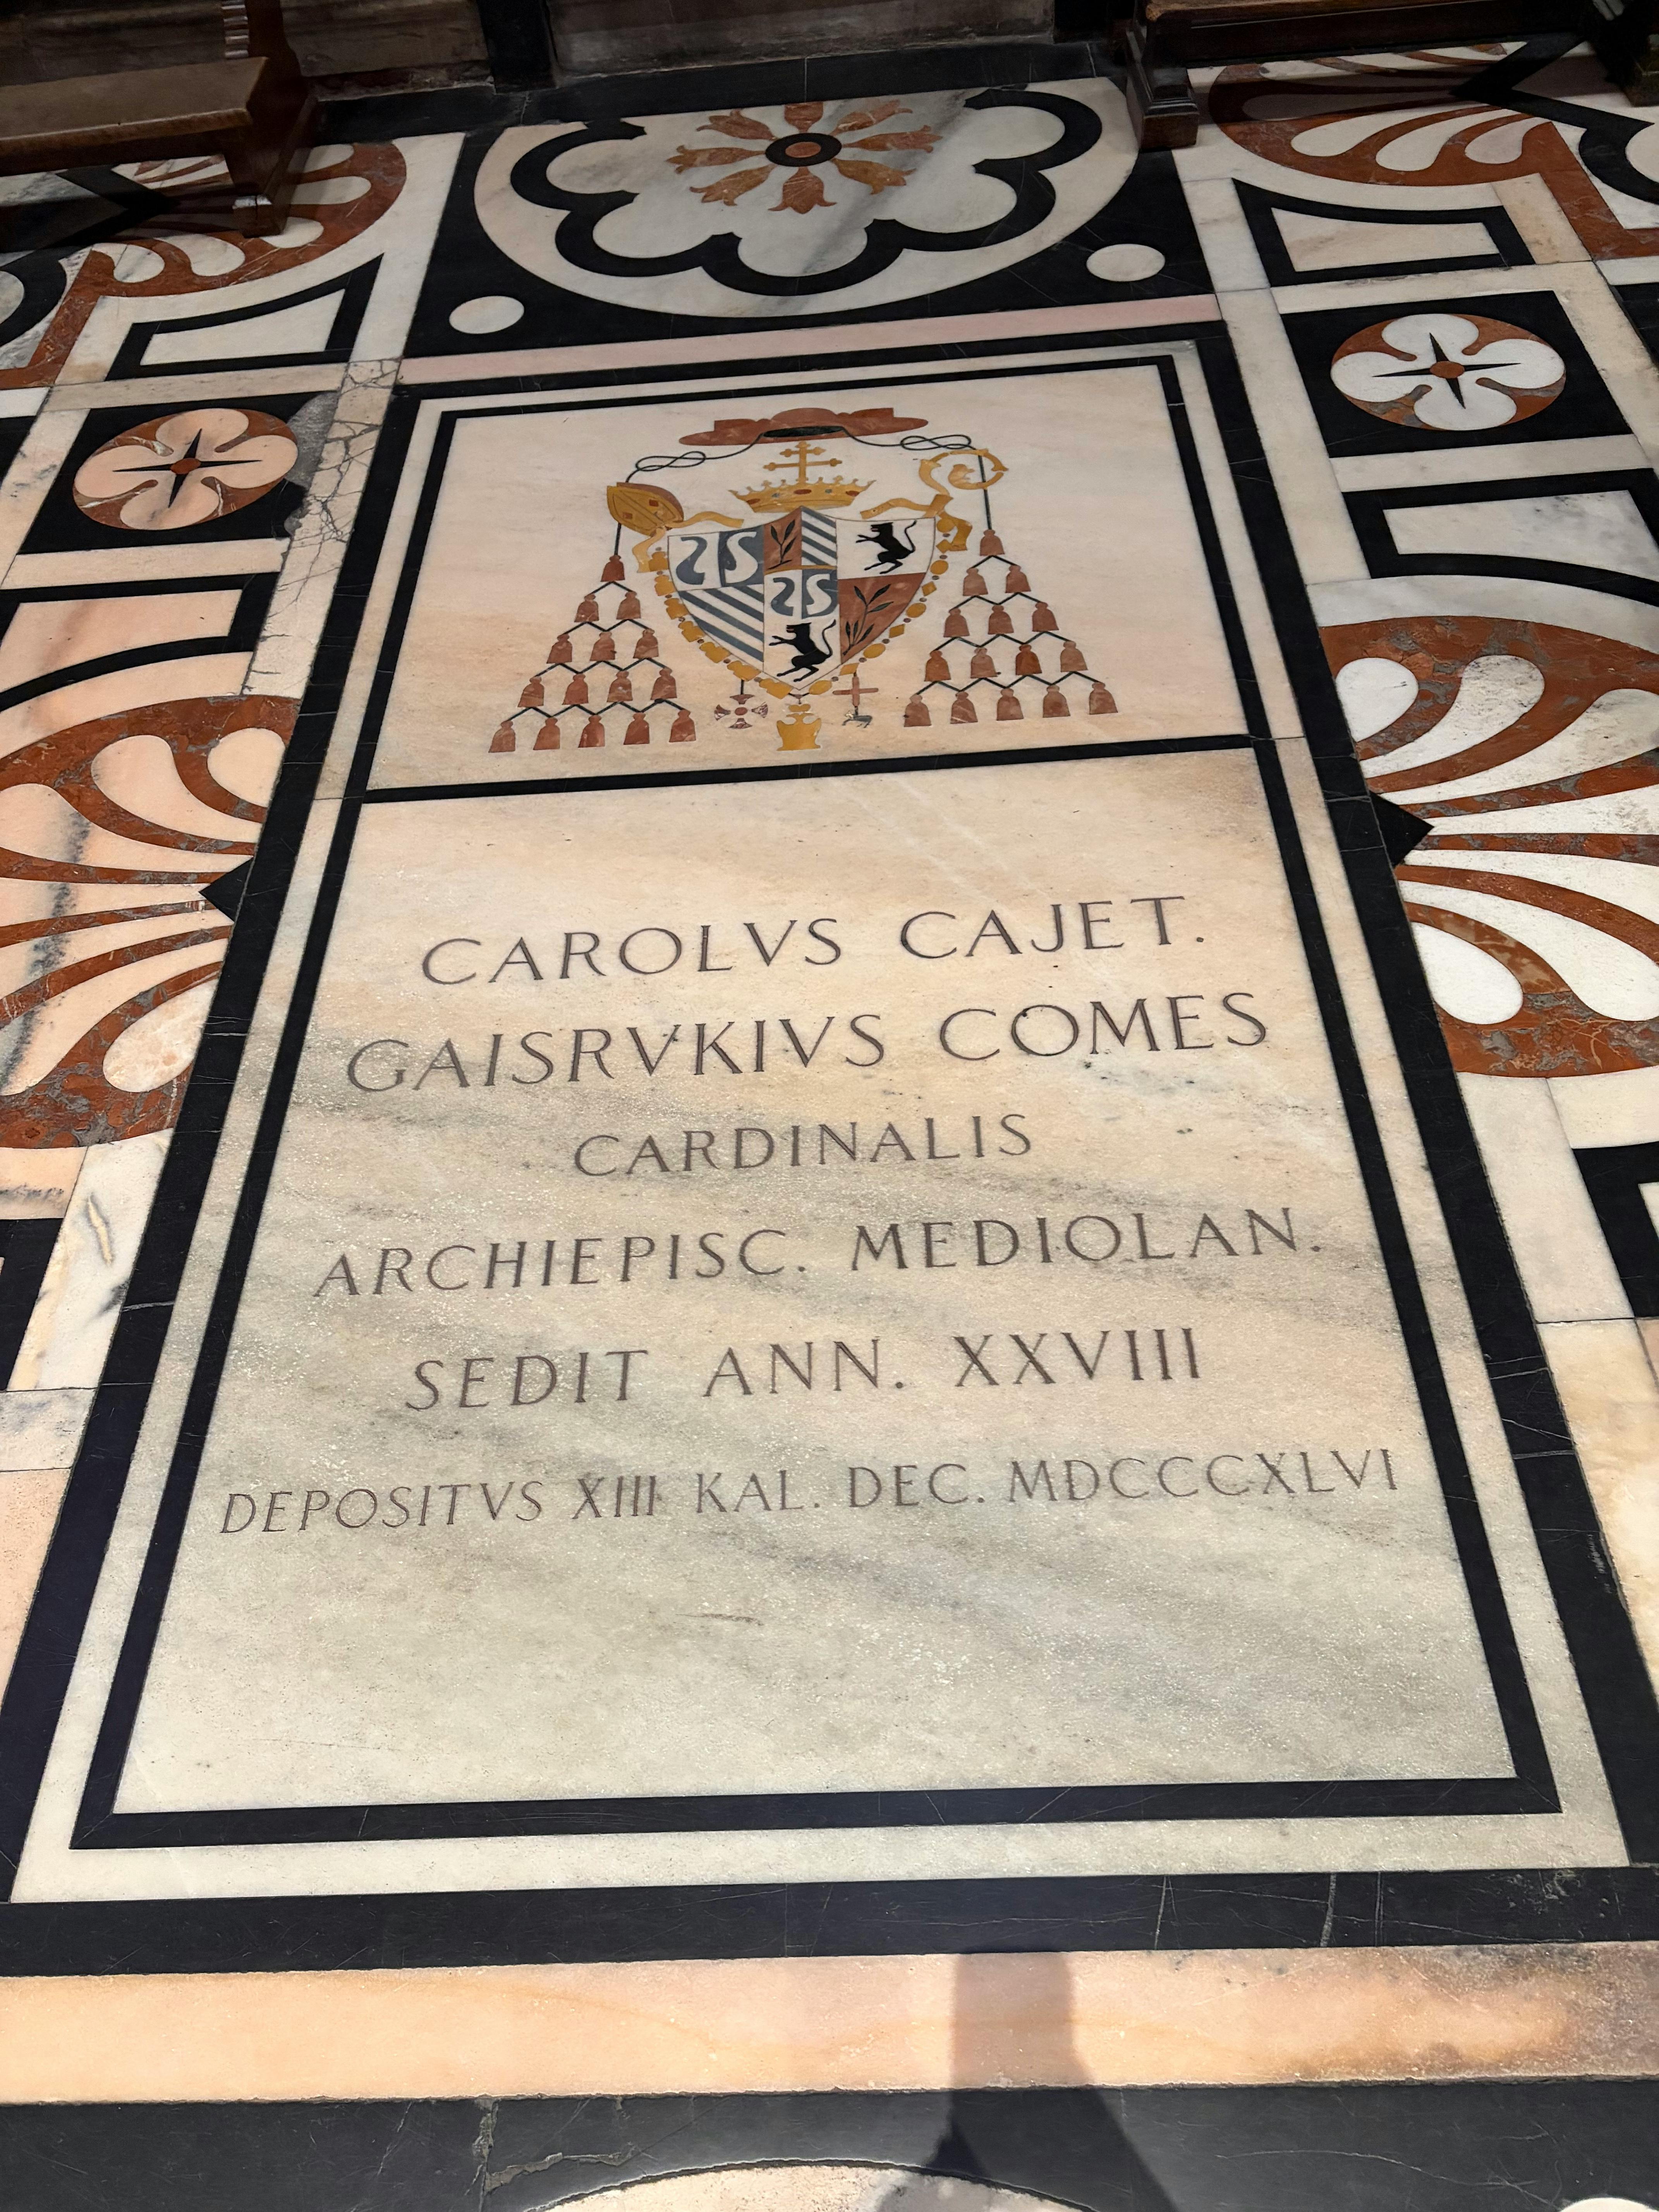 CAROLVS CAJET.
GAISRVKIVS COMES
CARDINALIS
ARCHIEPISC. MEDIOLAN.
SEDIT ANN. XXVIII
DEPOSITVS XIII KAL. DEC. MDCCCXLVI